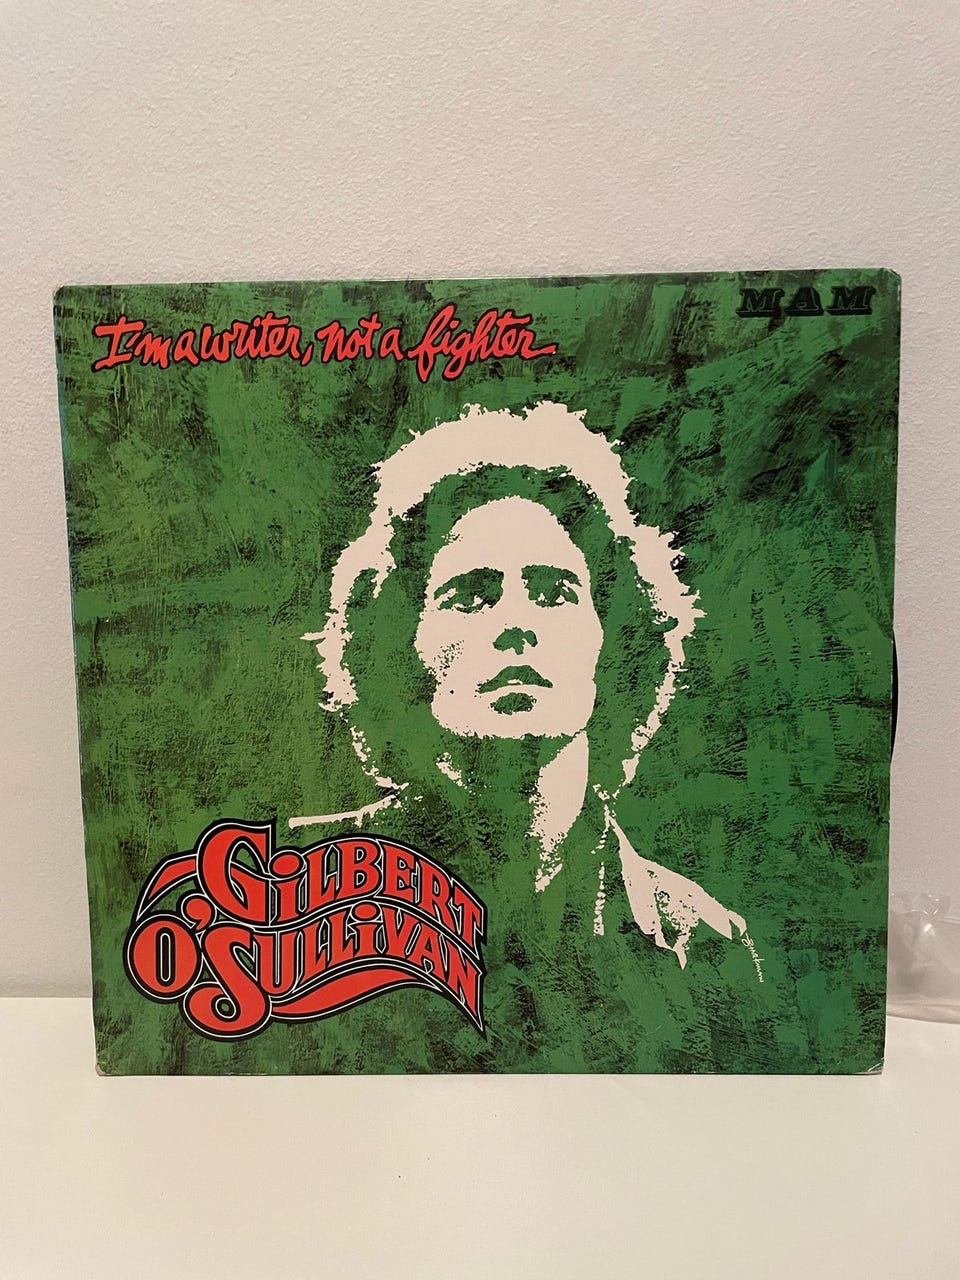 I'm a writer, not a fighter
MAM
GILBERT
O'SULLIVAN